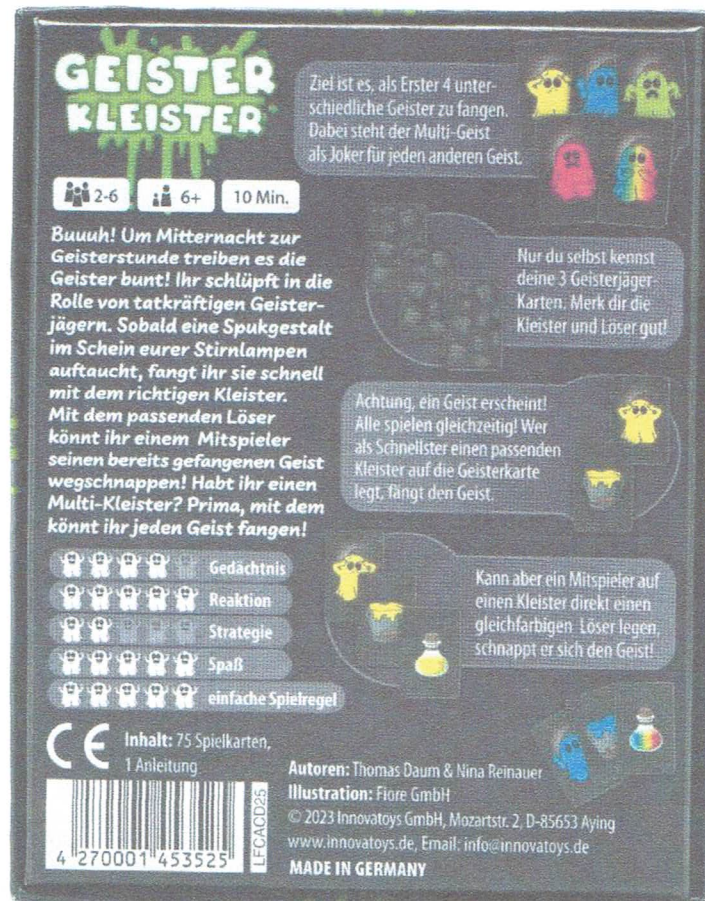 GEISTER
KLEISTER
2-6
6+
10 Min.
Buuuh! Um Mitternacht zur
Geisterstunde treiben es die
Geister bunt! Ihr schlüpft in die
Rolle von tatkräftigen Geister-
jägern. Sobald eine Spukgestalt
im Schein eurer Stirnlampen
auftaucht, fangt ihr sie schnell
mit dem richtigen Kleister.
Mit dem passenden Löser
könnt ihr einem Mitspieler
seinen bereits gefangenen Geist
wegschnappen! Habt ihr einen
Multi-Kleister? Prima, mit dem
könnt ihr jeden Geist fangen!
Gedächtnis
Reaktion
Strategie
Spaß
einfache Spielregel
Ziel ist es, als Erster 4 unter-
schiedliche Geister zu fangen.
Dabei steht der Multi-Geist
als Joker für jeden anderen Geist.
Nur du selbst kennst
deine 3 Geisterjäger-
Karten. Merk dir die
Kleister und Löser gut!
Achtung, ein Geist erscheint!
Alle spielen gleichzeitig! Wer
als Schnellster einen passenden
Kleister auf die Geisterkarte
legt, fängt den Geist.
Kann aber ein Mitspieler auf
einen Kleister direkt einen
gleichfarbigen Löser legen,
schnappt er sich den Geist!
CE
Inhalt: 75 Spielkarten,
1 Anleitung
4 270001 453525
LFCACD25
Autoren: Thomas Daum & Nina Reinauer
Illustration: Fiore GmbH
© 2023 Innovatoys GmbH, Mozartstr. 2, D-85653 Aying
www.innovatoys.de, Email: info@innovatoys.de
MADE IN GERMANY